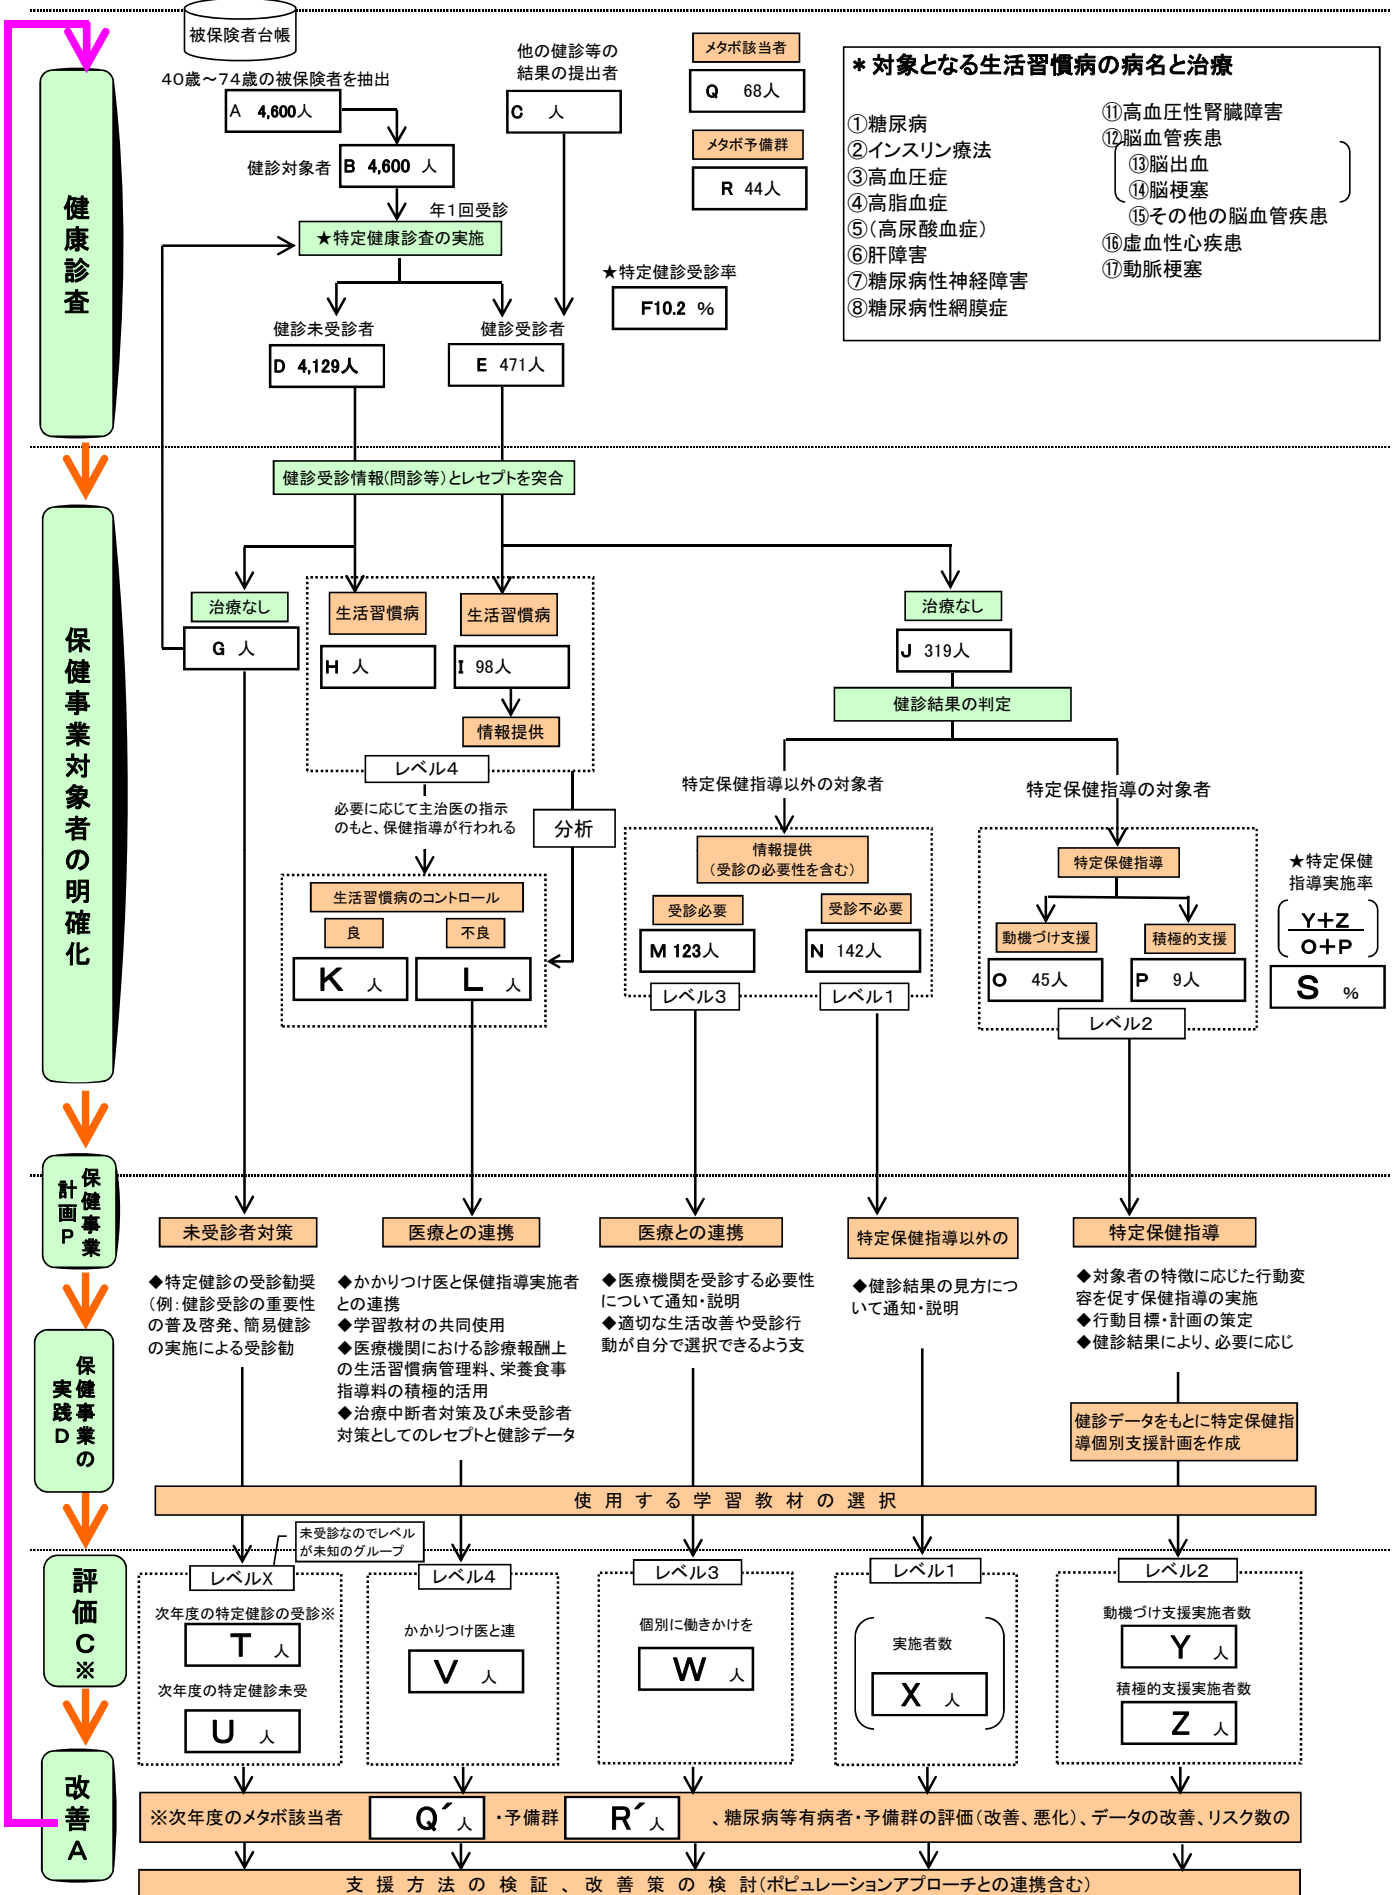 被保険者台帳
40歳～74歳の被保険者を抽出
A 4,600人
健診対象者
B 4,600 人
他の健診等の
結果の提出者
C 人
メタボ該当者
Q 68人
メタボ予備群
R 44人
＊対象となる生活習慣病の病名と治療
①糖尿病
②インスリン療法
③高血圧症
④高脂血症
⑤(高尿酸血症)
⑥肝障害
⑦糖尿病性神経障害
⑧糖尿病性網膜症
⑪高血圧性腎臓障害
⑫脳血管疾患
⑬脳出血
⑭脳梗塞
⑮その他の脳血管疾患
⑯虚血性心疾患
⑰動脈梗塞
健康診査
年1回受診
★特定健康診査の実施
★特定健診受診率
F10.2 %
健診未受診者
D 4,129人
健診受診者
E 471人
健診受診情報(問診等)とレセプトを突合
保健事業対象者の明確化
治療なし
G 人
生活習慣病
H 人
生活習慣病
I 98人
情報提供
レベル4
治療なし
J 319人
健診結果の判定
必要に応じて主治医の指示
のもと、保健指導が行われる
分析
生活習慣病のコントロール
良
不良
K 人
L 人
特定保健指導以外の対象者
情報提供
(受診の必要性を含む)
受診必要
受診不必要
M 123人
N 142人
レベル3
レベル1
特定保健指導の対象者
特定保健指導
動機づけ支援
積極的支援
O 45人
P 9人
レベル2
★特定保健
指導実施率
Y+Z
O+P
S %
保健事業
計画P
未受診者対策
医療との連携
医療との連携
特定保健指導以外の
特定保健指導
◆特定健診の受診勧奨
(例：健診受診の重要性
の普及啓発、簡易健診
の実施による受診勧
◆かかりつけ医と保健指導実施者
との連携
◆学習教材の共同使用
◆医療機関における診療報酬上
の生活習慣病管理料、栄養食事
指導料の積極的活用
◆治療中断者対策及び未受診者
対策としてのレセプトと健診データ
◆医療機関を受診する必要性
について通知・説明
◆適切な生活改善や受診行
動が自分で選択できるよう支
◆健診結果の見方につ
いて通知・説明
◆対象者の特徴に応じた行動変
容を促す保健指導の実施
◆行動目標・計画の策定
◆健診結果により、必要に応じ
保健事業の
実践D
健診データをもとに特定保健指
導個別支援計画を作成
使用する学習教材の選択
未受診なのでレベル
が未知のグループ
評価C※
レベルX
次年度の特定健診の受診※
T 人
次年度の特定健診未受
U 人
レベル4
かかりつけ医と連
V 人
レベル3
個別に働きかけを
W 人
レベル1
実施者数
X 人
レベル2
動機づけ支援実施者数
Y 人
積極的支援実施者数
Z 人
改善A
※次年度のメタボ該当者 Q´人 ・予備群 R´人 、糖尿病等有病者・予備群の評価(改善、悪化)、データの改善、リスク数の
支援方法の検証、改善策の検討(ポピュレーションアプローチとの連携含む)